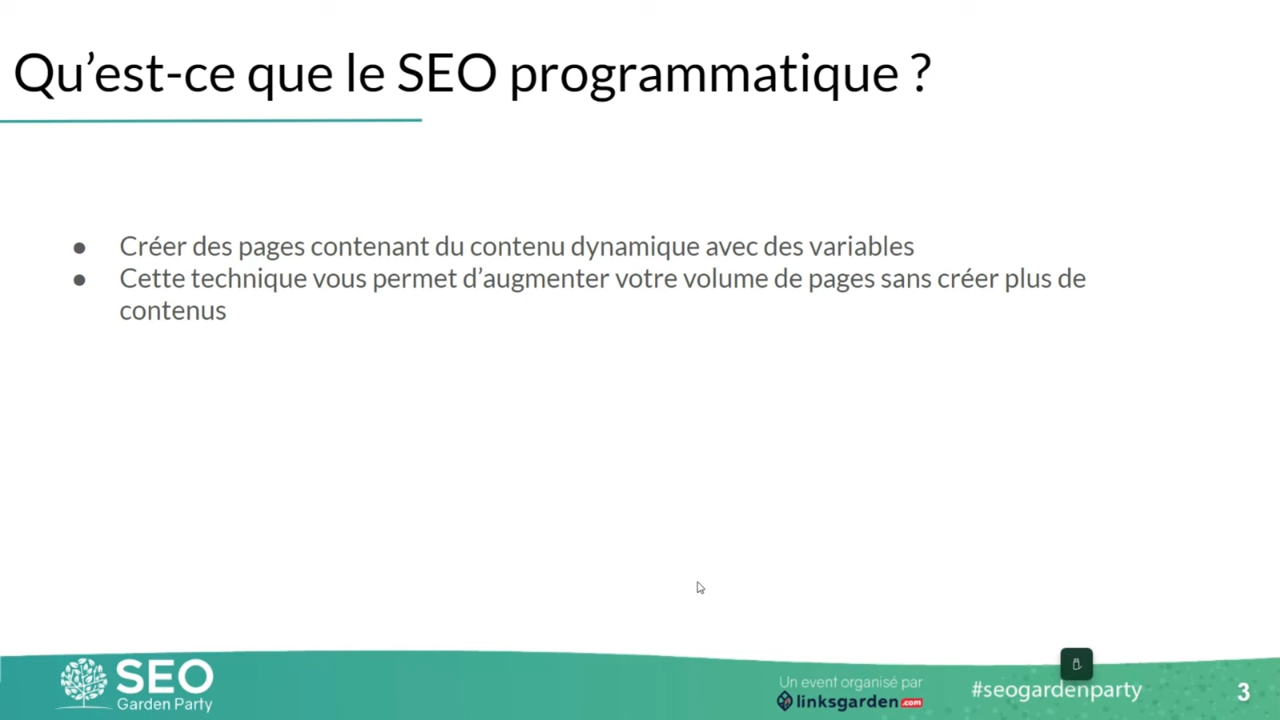 Qu’est-ce que le SEO programmatique ?
● Créer des pages contenant du contenu dynamique avec des variables
● Cette technique vous permet d’augmenter votre volume de pages sans créer plus de
contenus
SEO
Garden Party
Un event organisé par
linksgarden.com
#seogardenparty
3